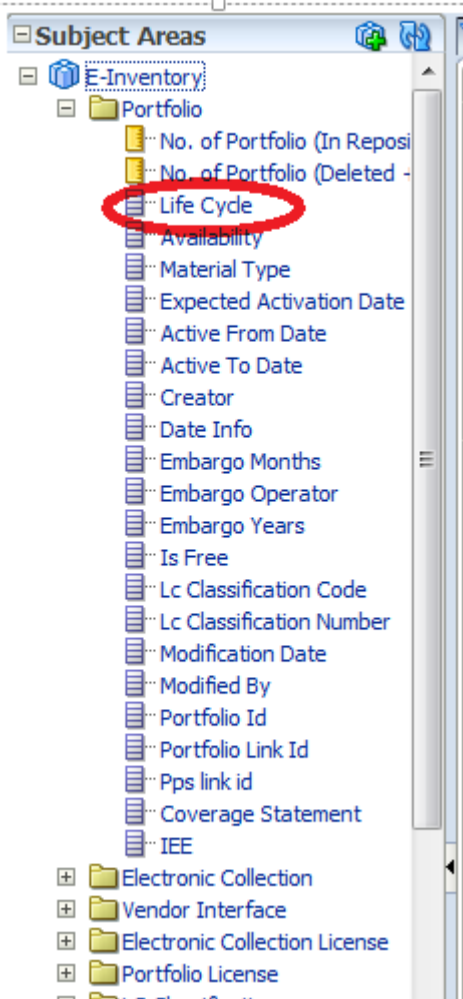 Subject Areas
E-Inventory
Portfolio
No. of Portfolio (In Reposi
No. of Portfolio (Deleted -
Life Cycle
Availability
Material Type
Expected Activation Date
Active From Date
Active To Date
Creator
Date Info
Embargo Months
Embargo Operator
Embargo Years
Is Free
Lc Classification Code
Lc Classification Number
Modification Date
Modified By
Portfolio Id
Portfolio Link Id
Pps link id
Coverage Statement
IEE
Electronic Collection
Vendor Interface
Electronic Collection License
Portfolio License